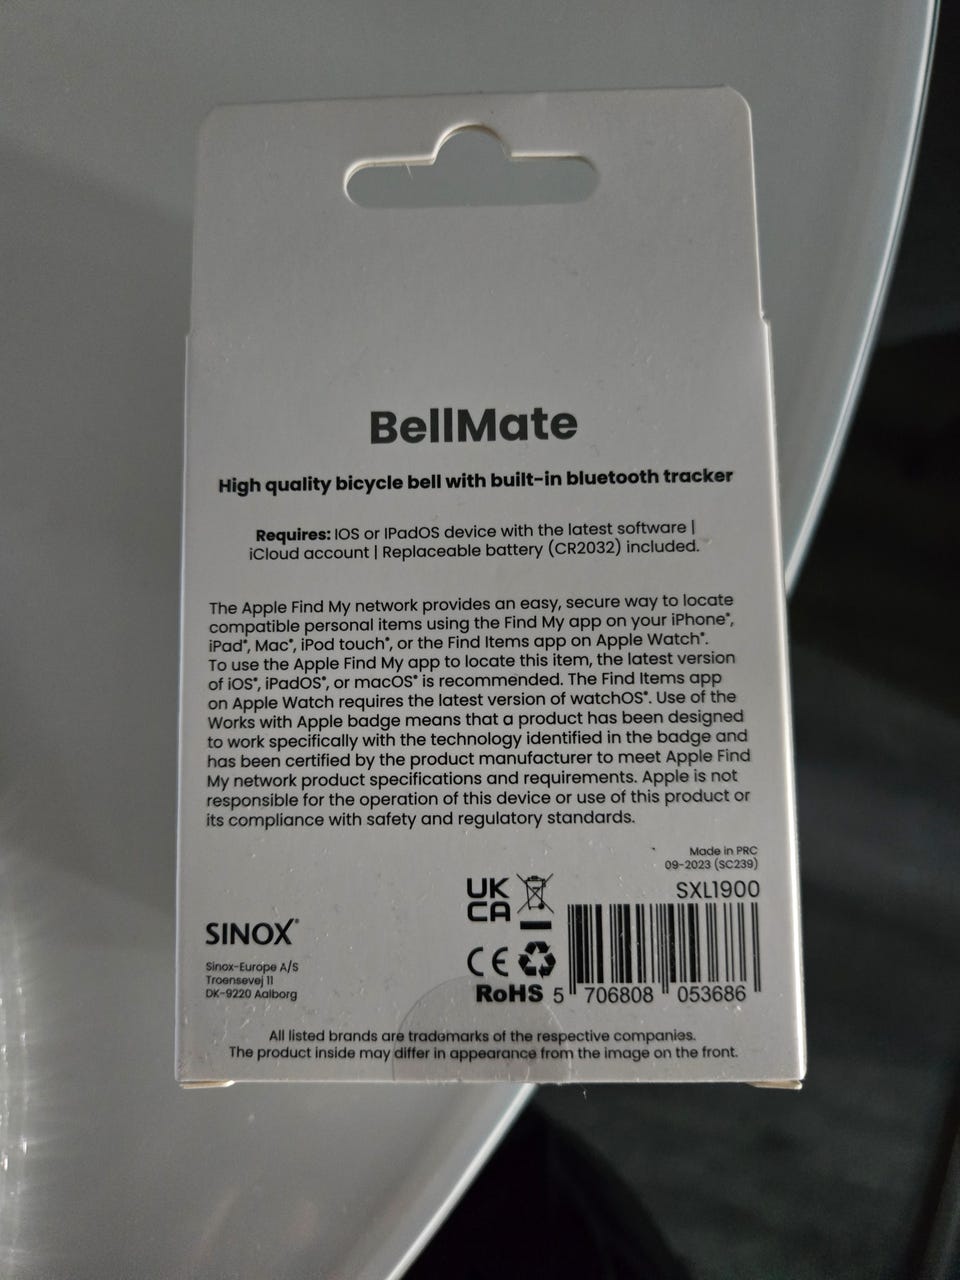 BellMate
High quality bicycle bell with built-in bluetooth tracker
Requires: IOS or IPadOS device with the latest software |
iCloud account | Replaceable battery (CR2032) included.
The Apple Find My network provides an easy, secure way to locate
compatible personal items using the Find My app on your iPhone®,
iPad®, Mac®, iPod touch®, or the Find Items app on Apple Watch®.
To use the Apple Find My app to locate this item, the latest version
of iOS®, iPadOS®, or macOS® is recommended. The Find Items app
on Apple Watch requires the latest version of watchOS®. Use of the
Works with Apple badge means that a product has been designed
to work specifically with the technology identified in the badge and
has been certified by the product manufacturer to meet Apple Find
My network product specifications and requirements. Apple is not
responsible for the operation of this device or use of this product or
its compliance with safety and regulatory standards.
Made in PRC
09-2023 (SC239)
SXL1900
UK
CA
CE
RoHS
5 706808 053686
SINOX®
Sinox-Europe A/S
Troensevej 11
DK-9220 Aalborg
All listed brands are trademarks of the respective companies.
The product inside may differ in appearance from the image on the front.